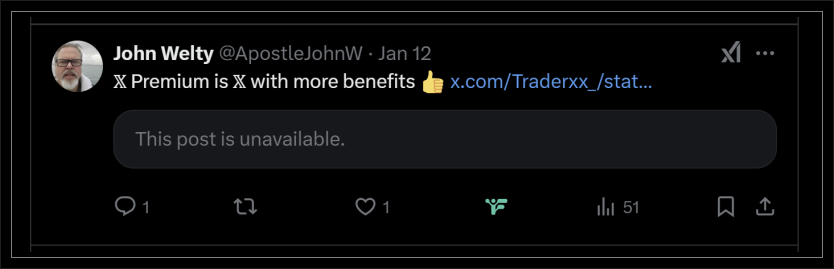 John Welty @ApostleJohnW · Jan 12
𝕏 Premium is 𝕏 with more benefits 👍 x.com/Traderxx_/stat...
This post is unavailable.
1 1 51